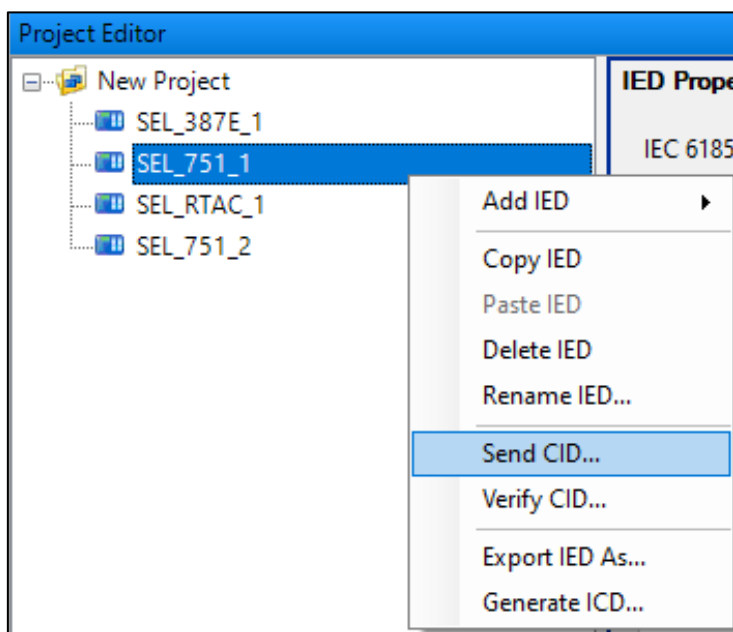 Project Editor
New Project
SEL_387E_1
SEL_751_1
SEL_RTAC_1
SEL_751_2
IED Prope
IEC 6185
Add IED
Copy IED
Paste IED
Delete IED
Rename IED...
Send CID...
Verify CID...
Export IED As...
Generate ICD...